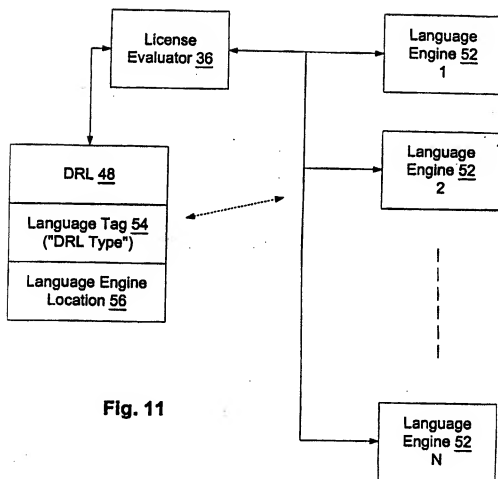 License
Evaluator 36
Language
Engine 52
1
Language
Engine 52
2
DRL 48
Language Tag 54
("DRL Type")
Language Engine
Location 56
Fig. 11
Language
Engine 52
N